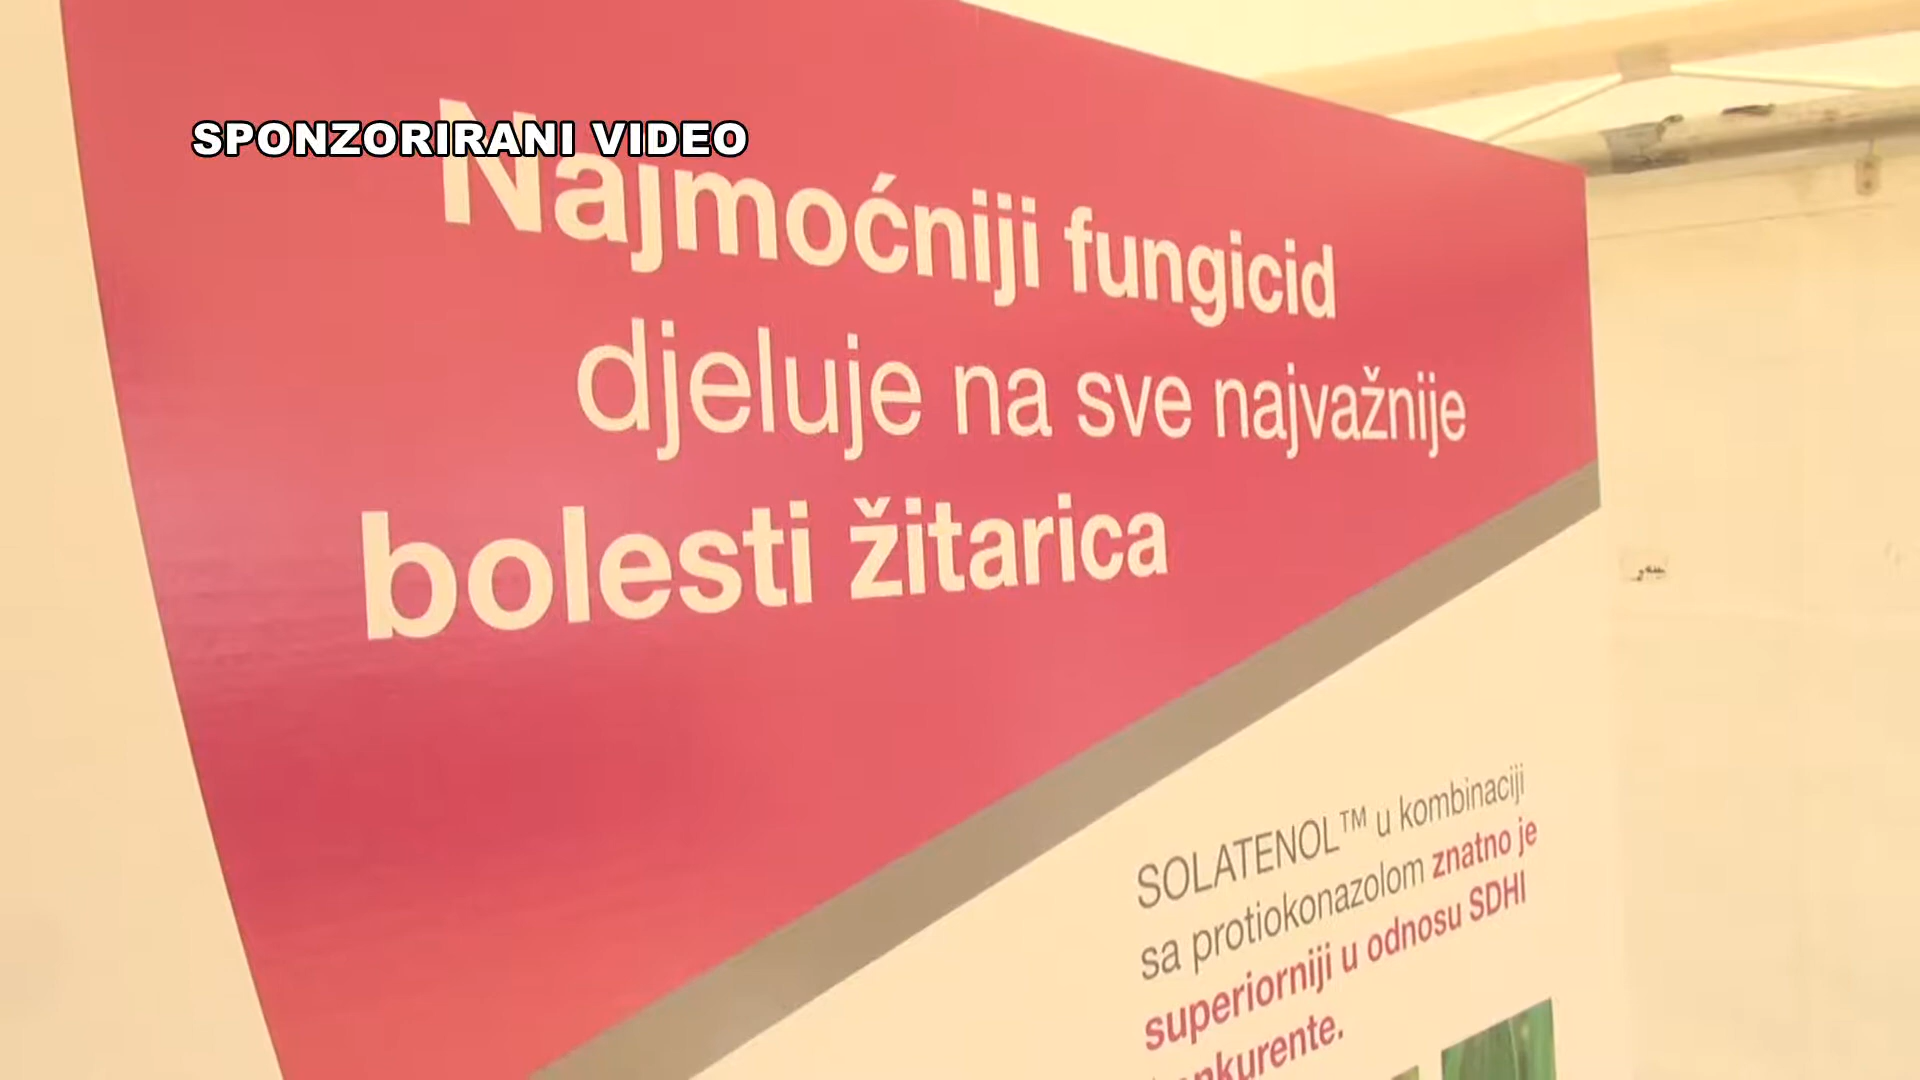 SPONZORIRANI VIDEO
Najmoćniji fungicid
djeluje na sve najvažnije
bolesti žitarica
SOLATENOL™ u kombinaciji
sa protiokonazolom znatno je
superiorniji u odnosu SDHI